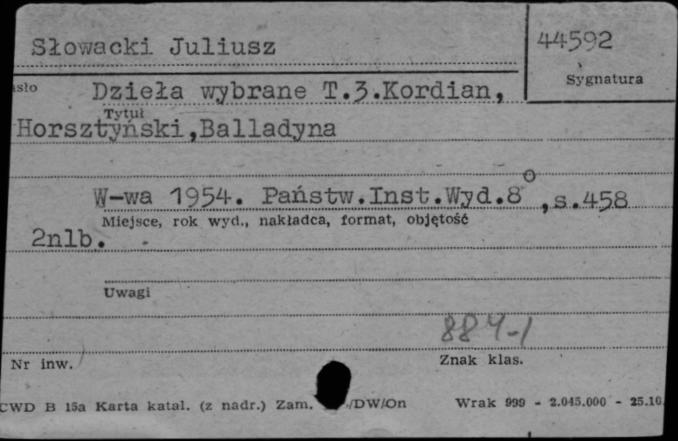 Słowacki Juliusz
44592
Sygnatura
Dzieła wybrane T.3.Kordian,
Tytuł
Horsztyński,Balladyna
W-wa 1954. Państw.Inst.Wyd.8o,s.458
Miejsce, rok wyd., nakładca, format, objętość
2nlb.
Uwagi
884-1
Nr inw.
Znak klas.
CWD B 15a Karta katal. (z nadr.) Zam. /DW/On Wrak 999 - 2.045.000 - 25.10